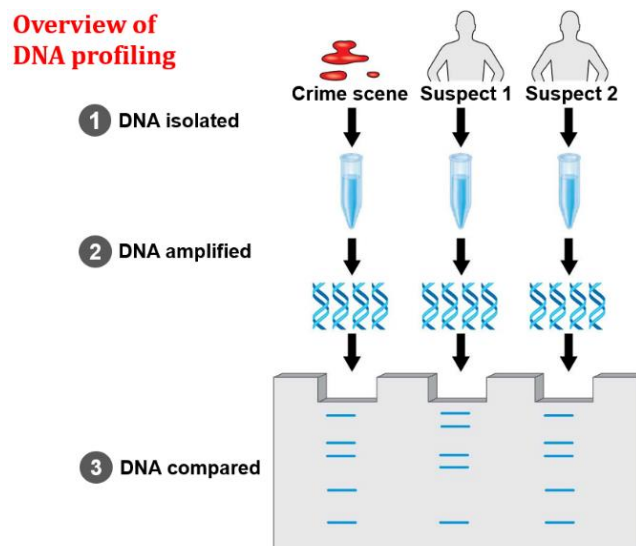 Overview of
DNA profiling
Crime scene Suspect 1 Suspect 2
1 DNA isolated
2 DNA amplified
3 DNA compared